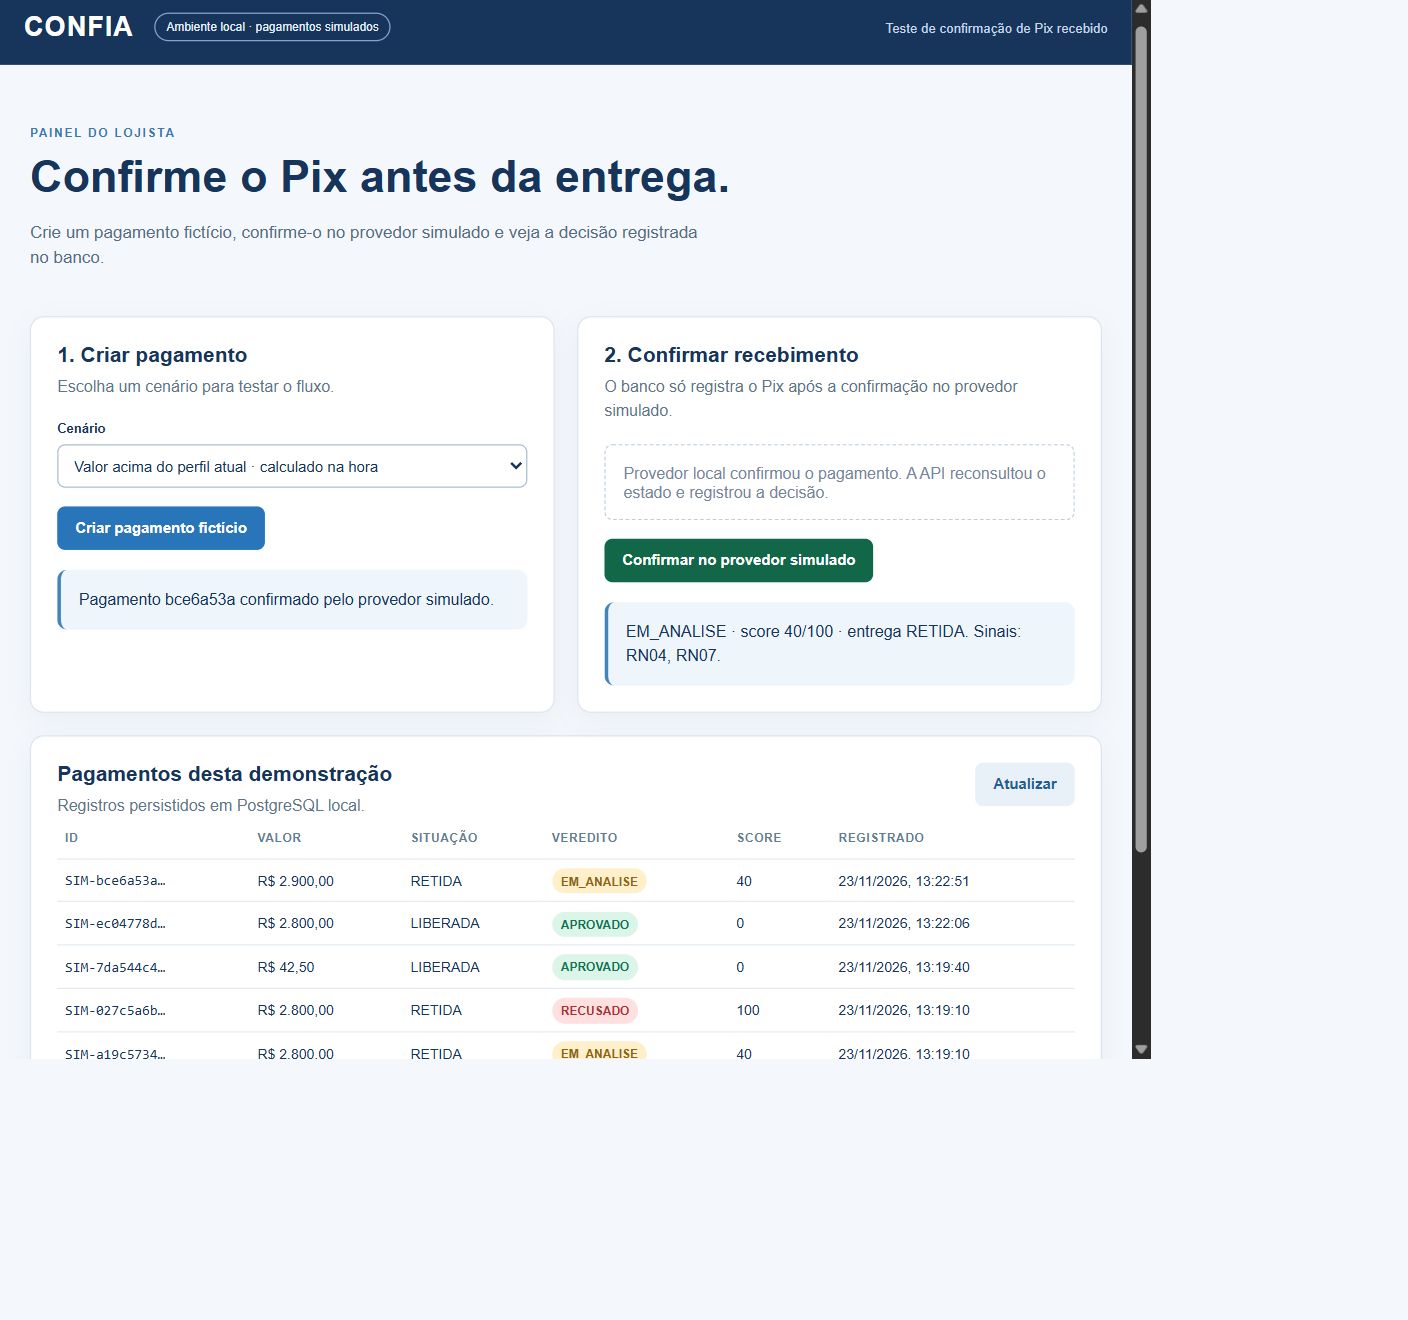 CONFIA
Ambiente local · pagamentos simulados
Teste de confirmação de Pix recebido
PAINEL DO LOJISTA
Confirme o Pix antes da entrega.
Crie um pagamento fictício, confirme-o no provedor simulado e veja a decisão registrada
no banco.
1. Criar pagamento
Escolha um cenário para testar o fluxo.
Cenário
Valor acima do perfil atual · calculado na hora
Criar pagamento fictício
Pagamento bce6a53a confirmado pelo provedor simulado.
2. Confirmar recebimento
O banco só registra o Pix após a confirmação no provedor
simulado.
Provedor local confirmou o pagamento. A API reconsultou o
estado e registrou a decisão.
Confirmar no provedor simulado
EM_ANALISE · score 40/100 · entrega RETIDA. Sinais:
RN04, RN07.
Pagamentos desta demonstração
Registros persistidos em PostgreSQL local.
Atualizar
ID VALOR SITUAÇÃO VEREDITO SCORE REGISTRADO
SIM-bce6a53a… R$ 2.900,00 RETIDA EM_ANALISE 40 23/11/2026, 13:22:51
SIM-ec04778d… R$ 2.800,00 LIBERADA APROVADO 0 23/11/2026, 13:22:06
SIM-7da544c4… R$ 42,50 LIBERADA APROVADO 0 23/11/2026, 13:19:40
SIM-027c5a6b… R$ 2.800,00 RETIDA RECUSADO 100 23/11/2026, 13:19:10
SIM-a19c5734… R$ 2.800,00 RETIDA EM_ANALISE 40 23/11/2026, 13:19:10